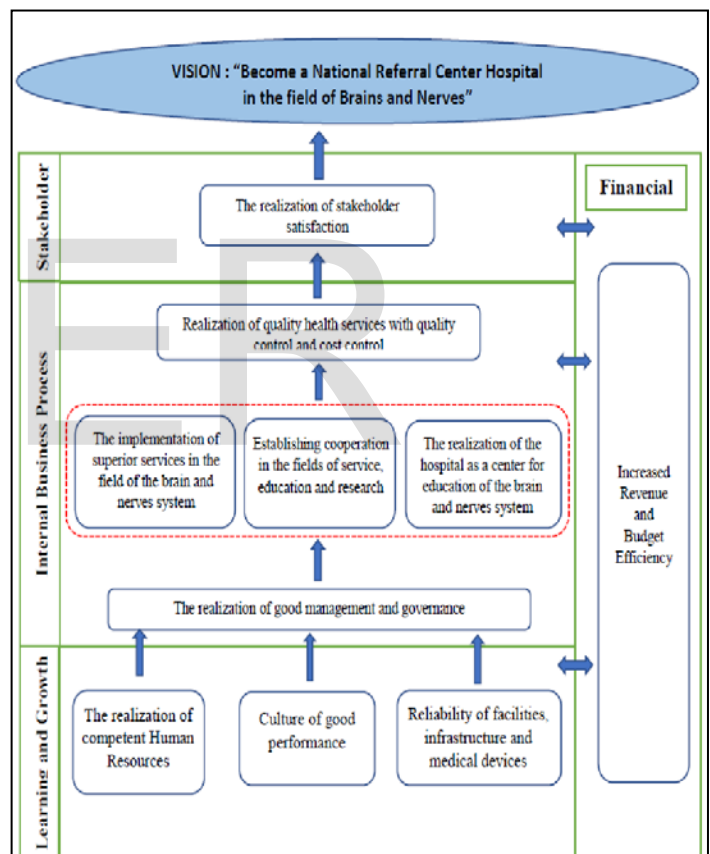 VISION : “Become a National Referral Center Hospital
in the field of Brains and Nerves”
Stakeholder
The realization of stakeholder
satisfaction
Financial
Internal Business Process
Realization of quality health services with quality
control and cost control
The implementation of
superior services in the
field of the brain and
nerves system
Establishing cooperation
in the fields of service,
education and research
The realization of the
hospital as a center for
education of the brain
and nerves system
Increased
Revenue
and
Budget
Efficiency
The realization of good management and governance
Learning and Growth
The realization of
competent Human
Resources
Culture of good
performance
Reliability of facilities,
infrastructure and
medical devices
ER